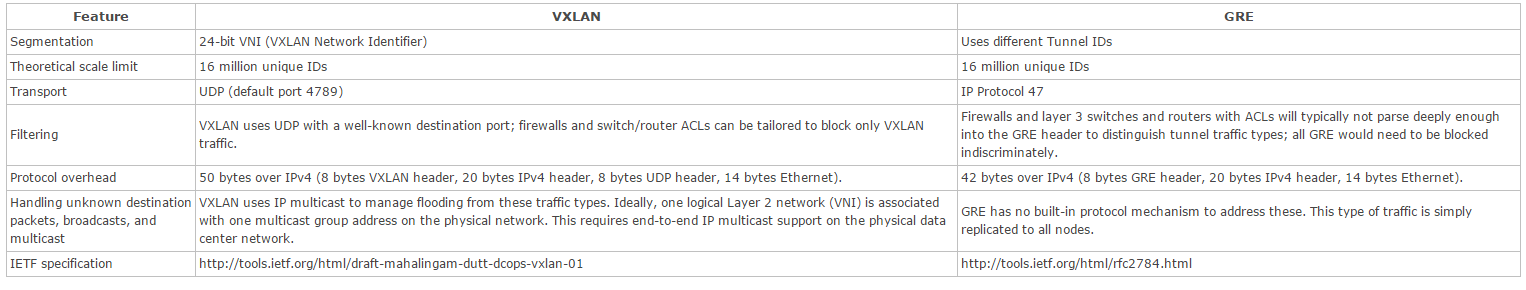 Feature VXLAN GRE
Segmentation 24-bit VNI (VXLAN Network Identifier) Uses different Tunnel IDs
Theoretical scale limit 16 million unique IDs 16 million unique IDs
Transport UDP (default port 4789) IP Protocol 47
Filtering
VXLAN uses UDP with a well-known destination port; firewalls and switch/router ACLs can be tailored to block only VXLAN
traffic.
Firewalls and layer 3 switches and routers with ACLs will typically not parse deeply enough
into the GRE header to distinguish tunnel traffic types; all GRE would need to be blocked
indiscriminately.
Protocol overhead 50 bytes over IPv4 (8 bytes VXLAN header, 20 bytes IPv4 header, 8 bytes UDP header, 14 bytes Ethernet). 42 bytes over IPv4 (8 bytes GRE header, 20 bytes IPv4 header, 14 bytes Ethernet).
Handling unknown destination
packets, broadcasts, and
multicast
VXLAN uses IP multicast to manage flooding from these traffic types. Ideally, one logical Layer 2 network (VNI) is associated
with one multicast group address on the physical network. This requires end-to-end IP multicast support on the physical data
center network.
GRE has no built-in protocol mechanism to address these. This type of traffic is simply
replicated to all nodes.
IETF specification http://tools.ietf.org/html/draft-mahalingam-dutt-dcops-vxlan-01 http://tools.ietf.org/html/rfc2784.html